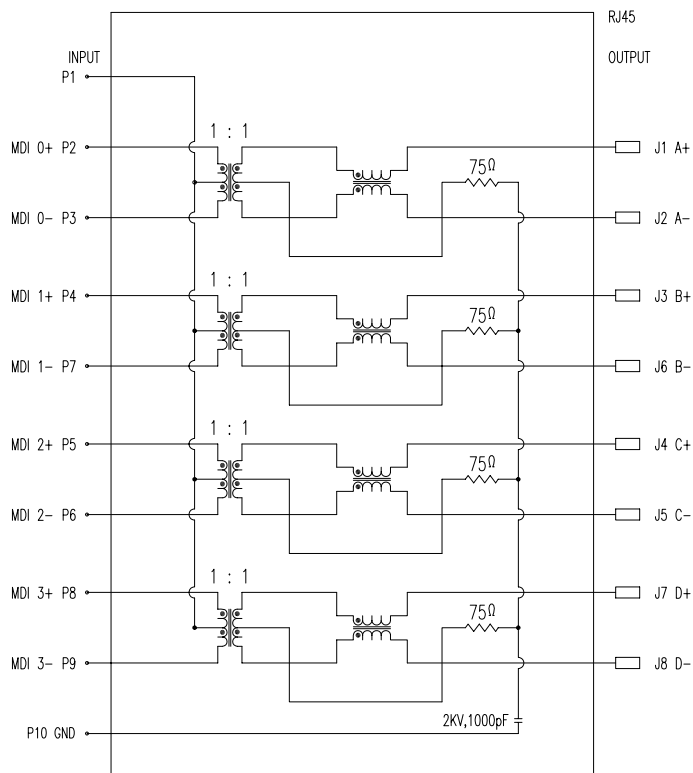 RJ45
INPUT
OUTPUT
P1
1 : 1
MDI 0+ P2
J1 A+
75Ω
MDI 0- P3
J2 A-
1 : 1
MDI 1+ P4
J3 B+
75Ω
MDI 1- P7
J6 B-
1 : 1
MDI 2+ P5
J4 C+
75Ω
MDI 2- P6
J5 C-
1 : 1
MDI 3+ P8
J7 D+
75Ω
MDI 3- P9
J8 D-
2KV,1000pF
P10 GND